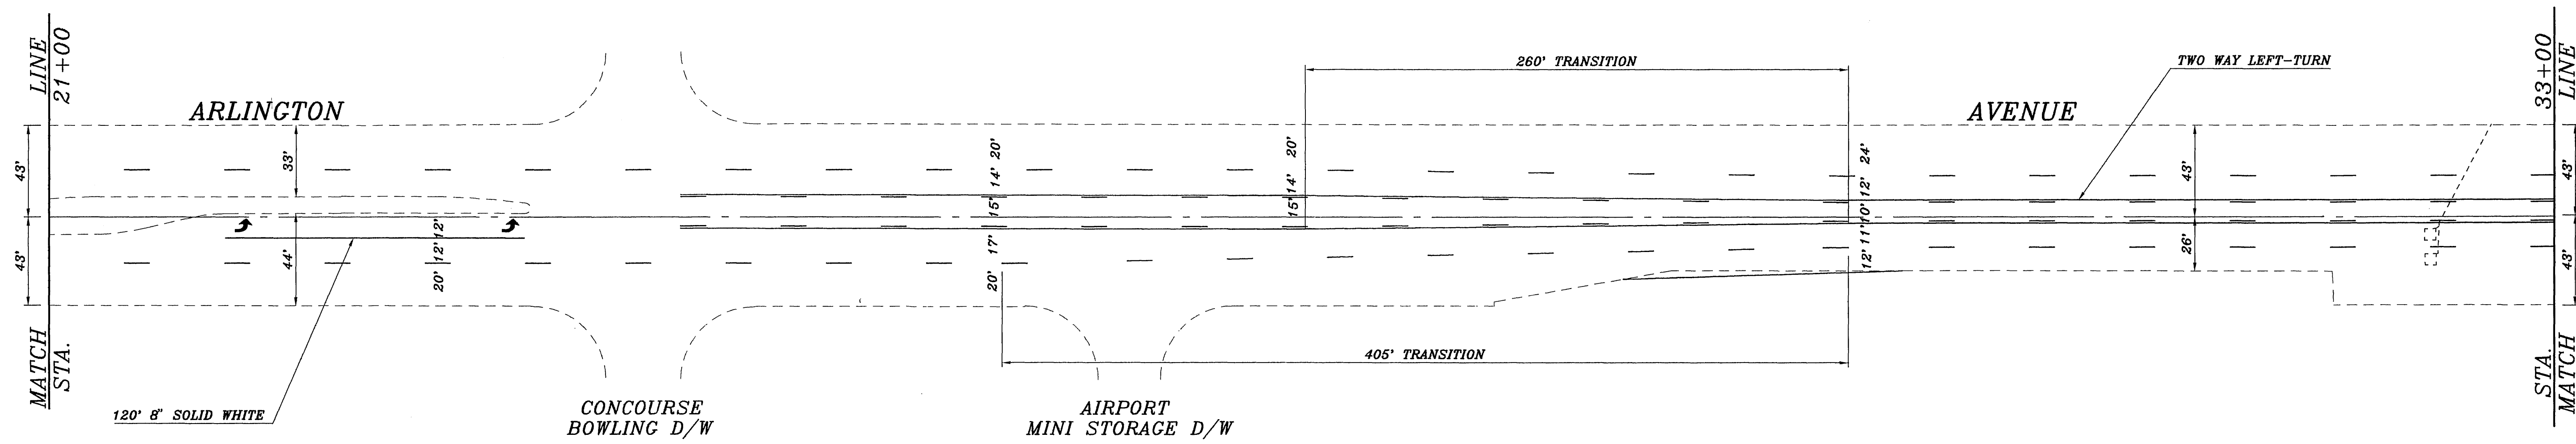 MATCH LINE
STA. 21+00
43'
43'
ARLINGTON
33'
44'
12'
12'
20'
120' 8" SOLID WHITE
CONCOURSE
BOWLING D/W
20'
14'
15'
17'
20'
AIRPORT
MINI STORAGE D/W
260' TRANSITION
20'
14'
15'
405' TRANSITION
24'
12'
10'
11'
12'
AVENUE
TWO WAY LEFT-TURN
43'
26'
STA. 33+00
MATCH LINE
43'
43'